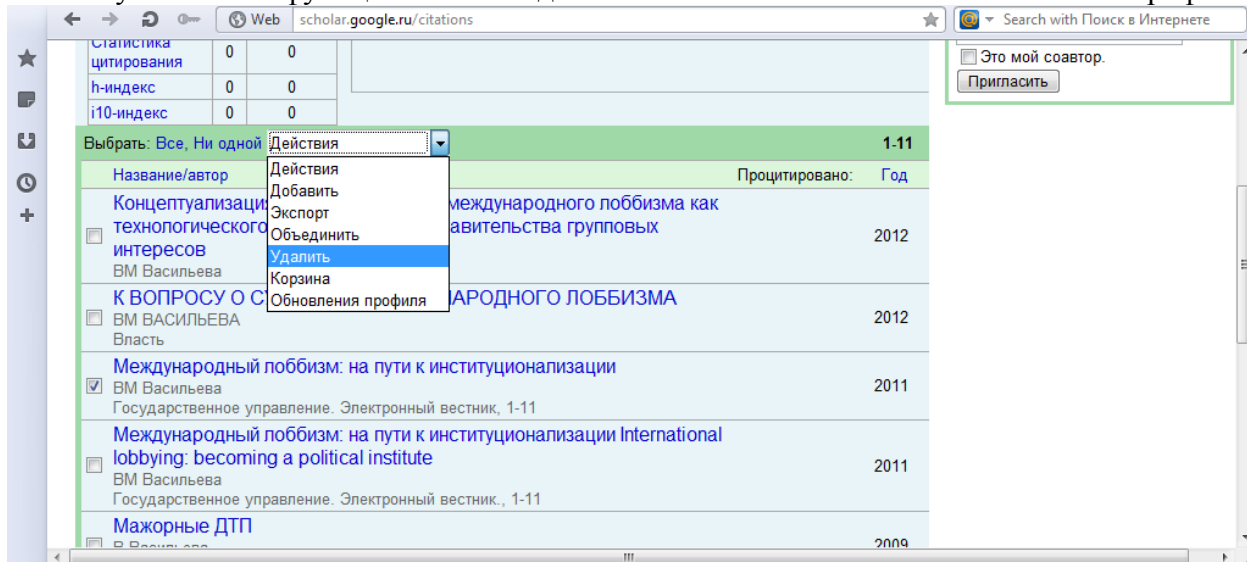 Web scholar.google.ru/citations
Search with Поиск в Интернете
Статистика
цитирования 0 0
h-индекс 0 0
i10-индекс 0 0
Это мой соавтор.
Пригласить
Выбрать: Все, Ни одной Действия 1-11
Действия
Добавить
Экспорт
Объединить
Удалить
Корзина
Обновления профиля
Название/автор Процитировано: Год
международного лоббизма как
технологического
групповых
интересов 2012
ВМ Васильева
К ВОПРОСУ О ЛОББИЗМА
ВМ ВАСИЛЬЕВА 2012
Власть
Международный лоббизм: на пути к институционализации
ВМ Васильева 2011
Государственное управление. Электронный вестник, 1-11
Международный лоббизм: на пути к институционализации International
lobbying: becoming a political institute
ВМ Васильева 2011
Государственное управление. Электронный вестник., 1-11
Мажорные ДТП
В Васильева 2009